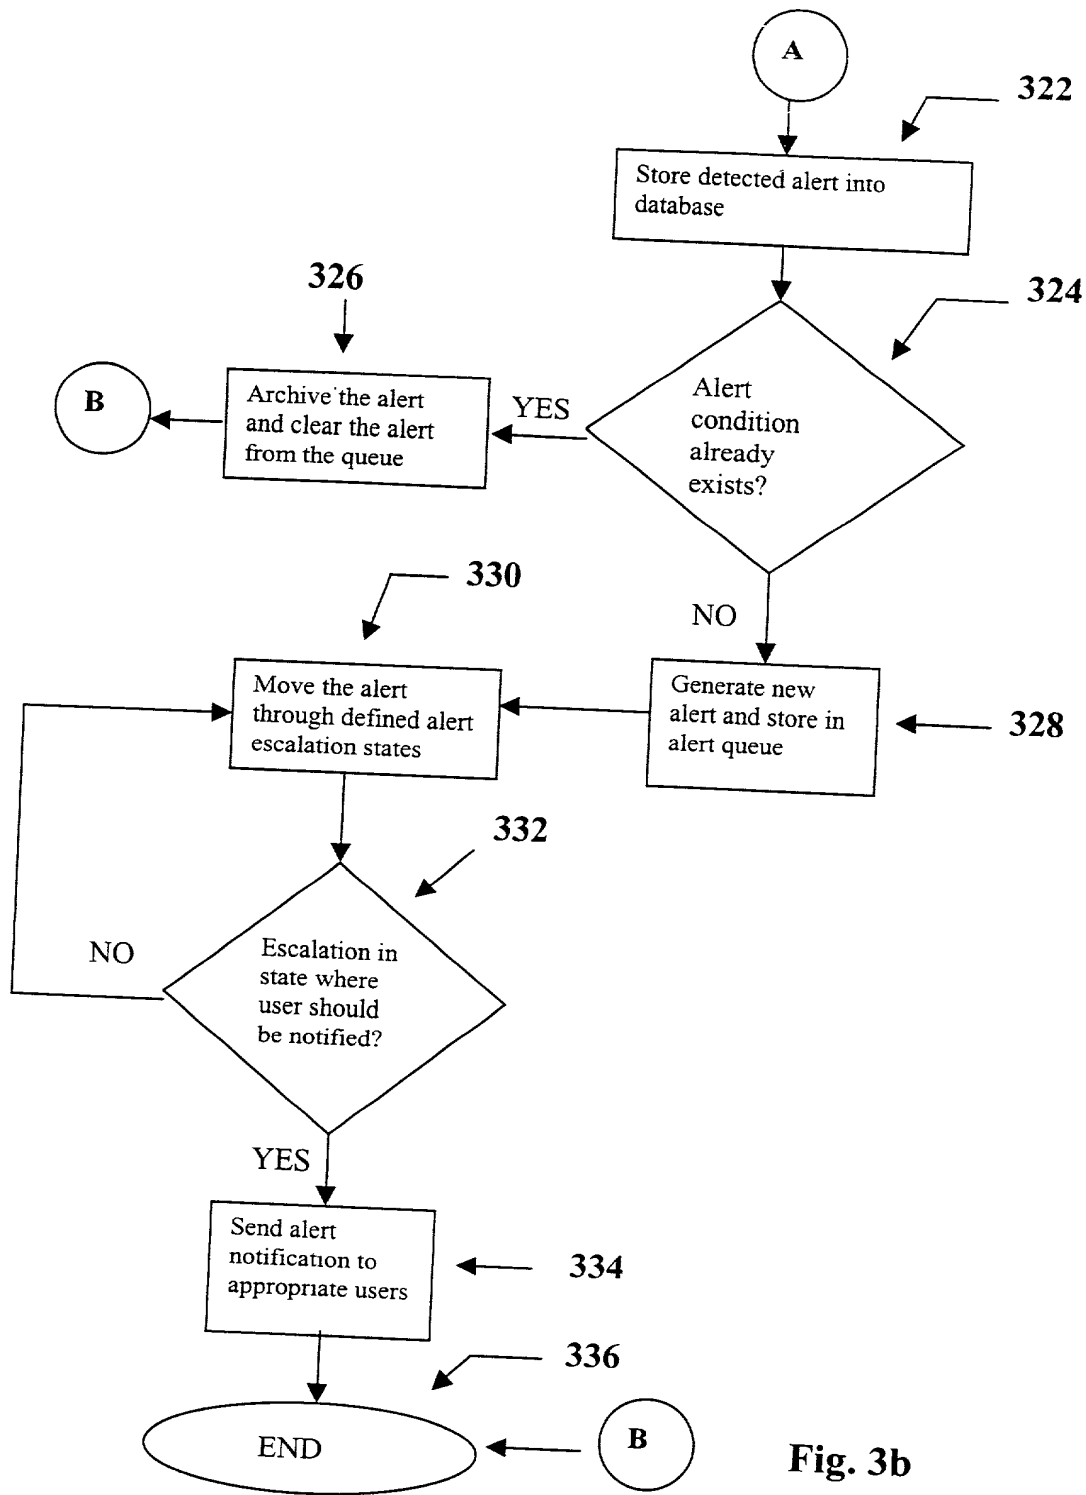 A
322
Store detected alert into
database
324
326
Alert
condition
already
exists?
YES
Archive the alert
and clear the alert
from the queue
B
NO
330
Move the alert
through defined alert
escalation states
Generate new
alert and store in
alert queue
328
332
Escalation in
state where
user should
be notified?
NO
YES
Send alert
notification to
appropriate users
334
336
END
B
Fig. 3b